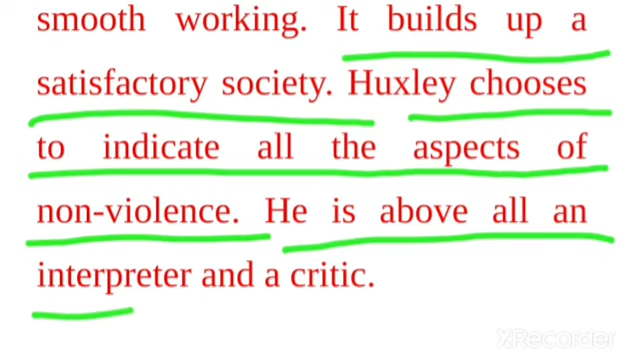 smooth working. It builds up a
satisfactory society. Huxley chooses
to indicate all the aspects of
non-violence. He is above all an
interpreter and a critic.
XRecorder